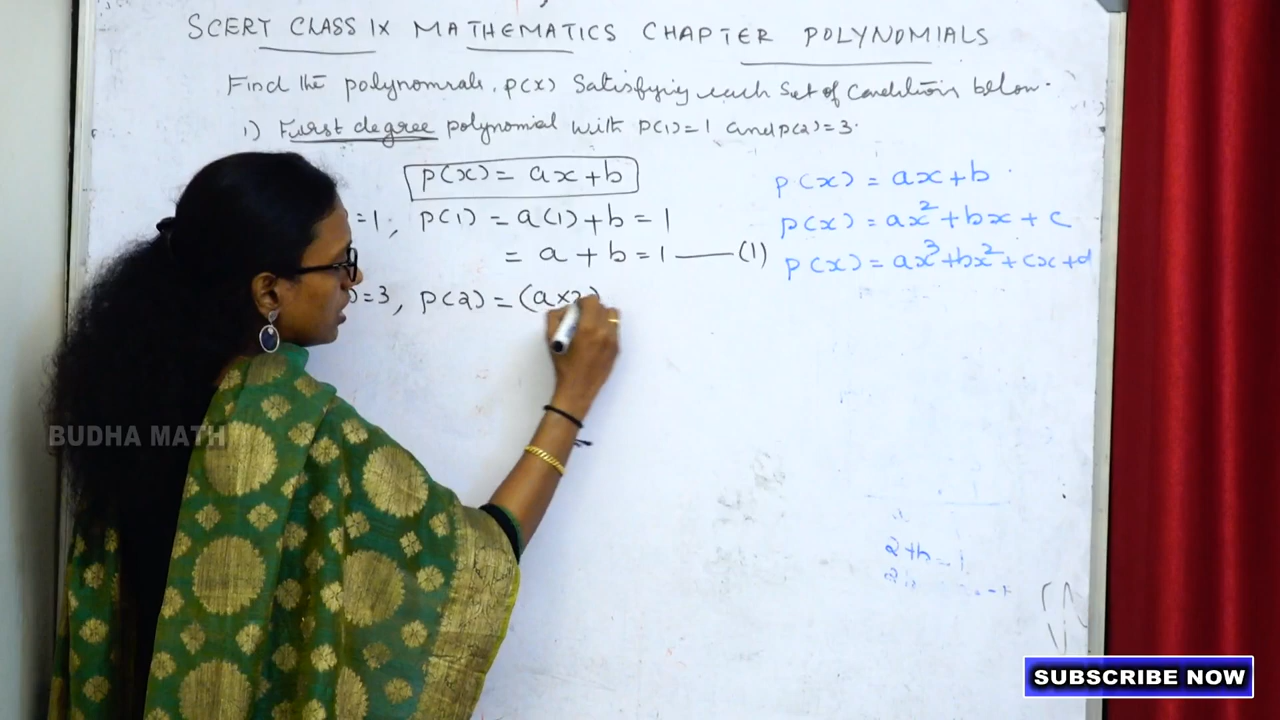 SCERT CLASS IX MATHEMATICS CHAPTER POLYNOMIALS
Find the polynomials, p(x) Satisfying each Set of Conditions below.
1) First degree polynomial with P(1)=1 and P(2)=3.
p(x) = ax+b
=1, p(1) = a(1)+b = 1
= a + b = 1 —— (1)
)=3, p(2) = (a×2)
p(x) = ax+b
p(x) = ax²+bx+c
p(x) = ax³+bx²+cx+d
BUDHA MATH
SUBSCRIBE NOW